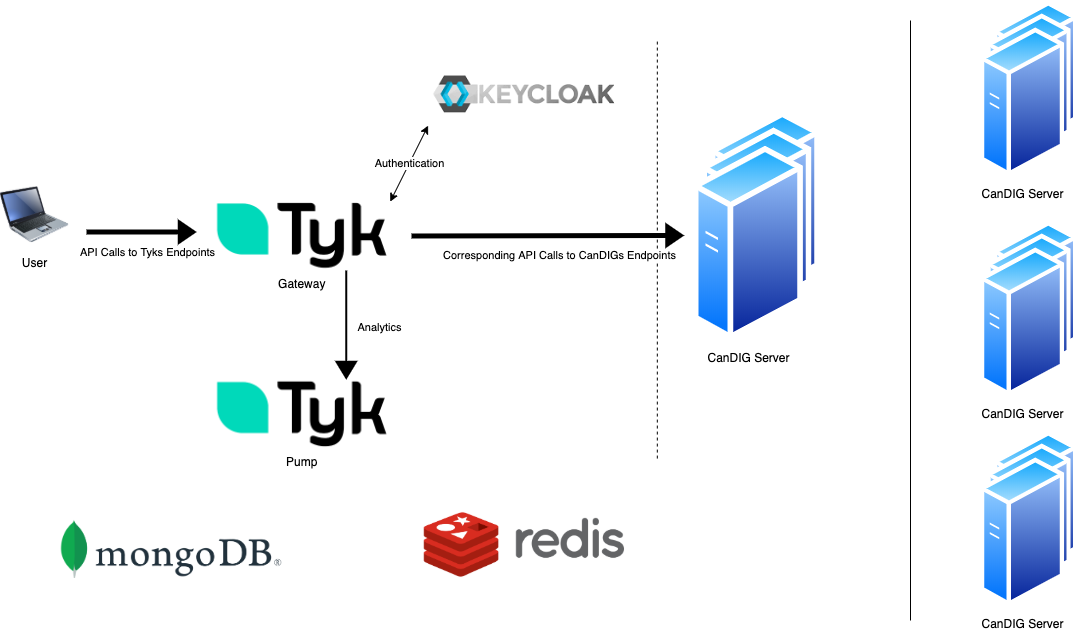 KEYCLOAK
Authentication
Tyk
User
API Calls to Tyks Endpoints
Gateway
Corresponding API Calls to CanDIGs Endpoints
Analytics
Tyk
Pump
CanDIG Server
CanDIG Server
CanDIG Server
CanDIG Server
mongoDB®
redis